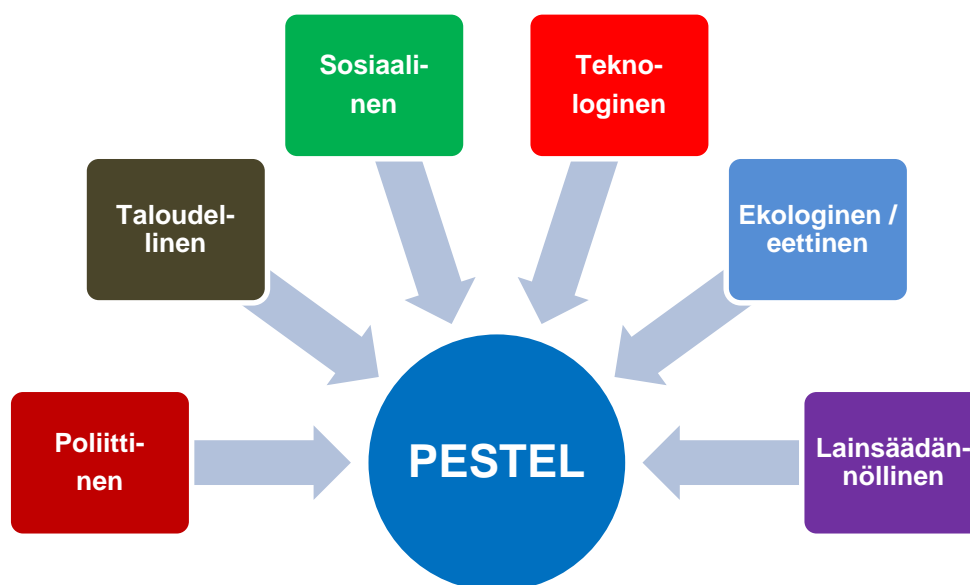 Sosiaali-
nen
Tekno-
loginen
Taloudel-
linen
Ekologinen /
eettinen
Poliitti-
nen
PESTEL
Lainsäädän-
nöllinen